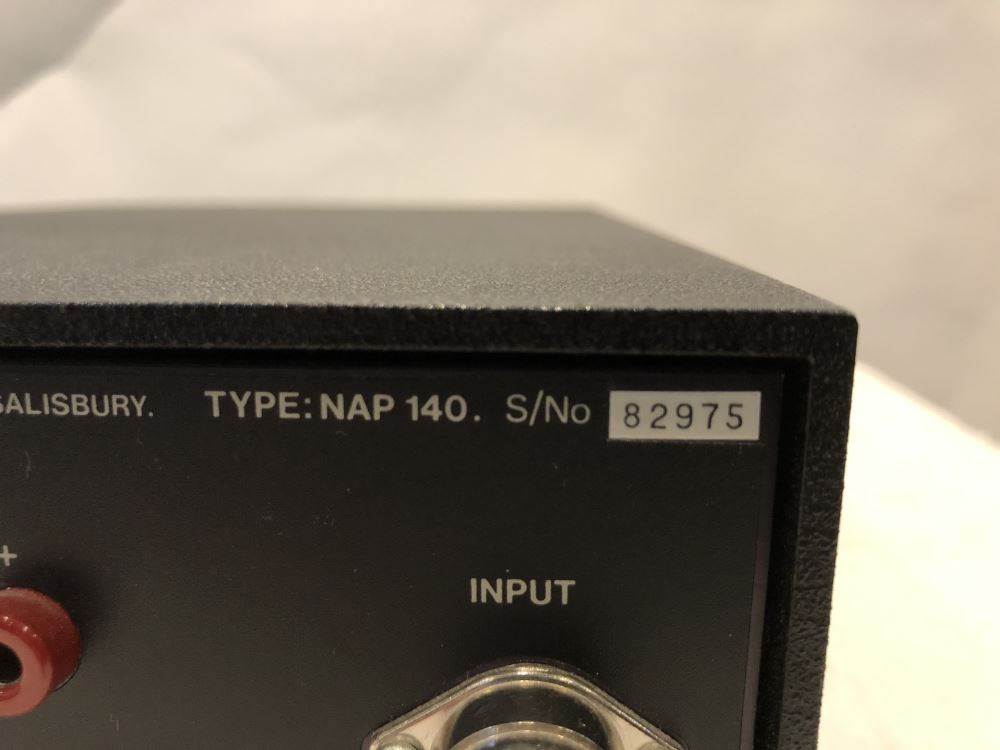 SALISBURY. TYPE: NAP 140. S/No 82975
+
INPUT